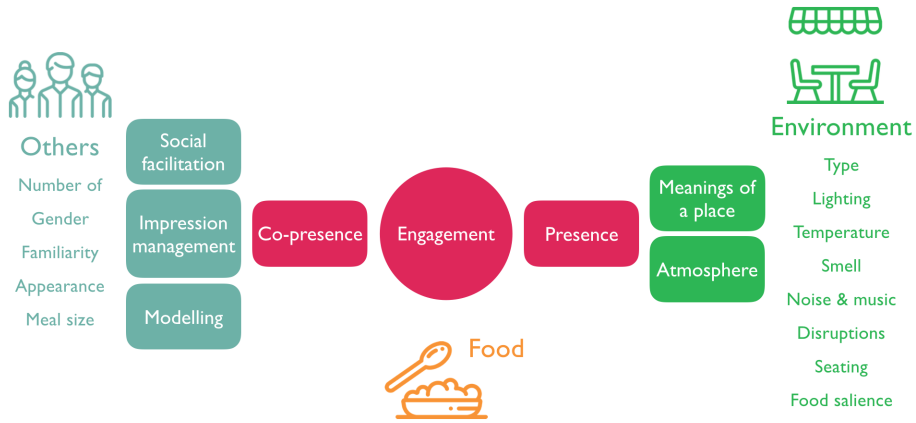 Others
Number of
Gender
Familiarity
Appearance
Meal size
Social
facilitation
Impression
management
Modelling
Co-presence
Engagement
Presence
Meanings of
a place
Atmosphere
Environment
Type
Lighting
Temperature
Smell
Noise & music
Disruptions
Seating
Food salience
Food